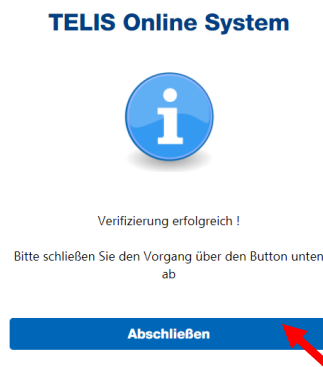 TELIS Online System
Verifizierung erfolgreich !
Bitte schließen Sie den Vorgang über den Button unten
ab
Abschließen